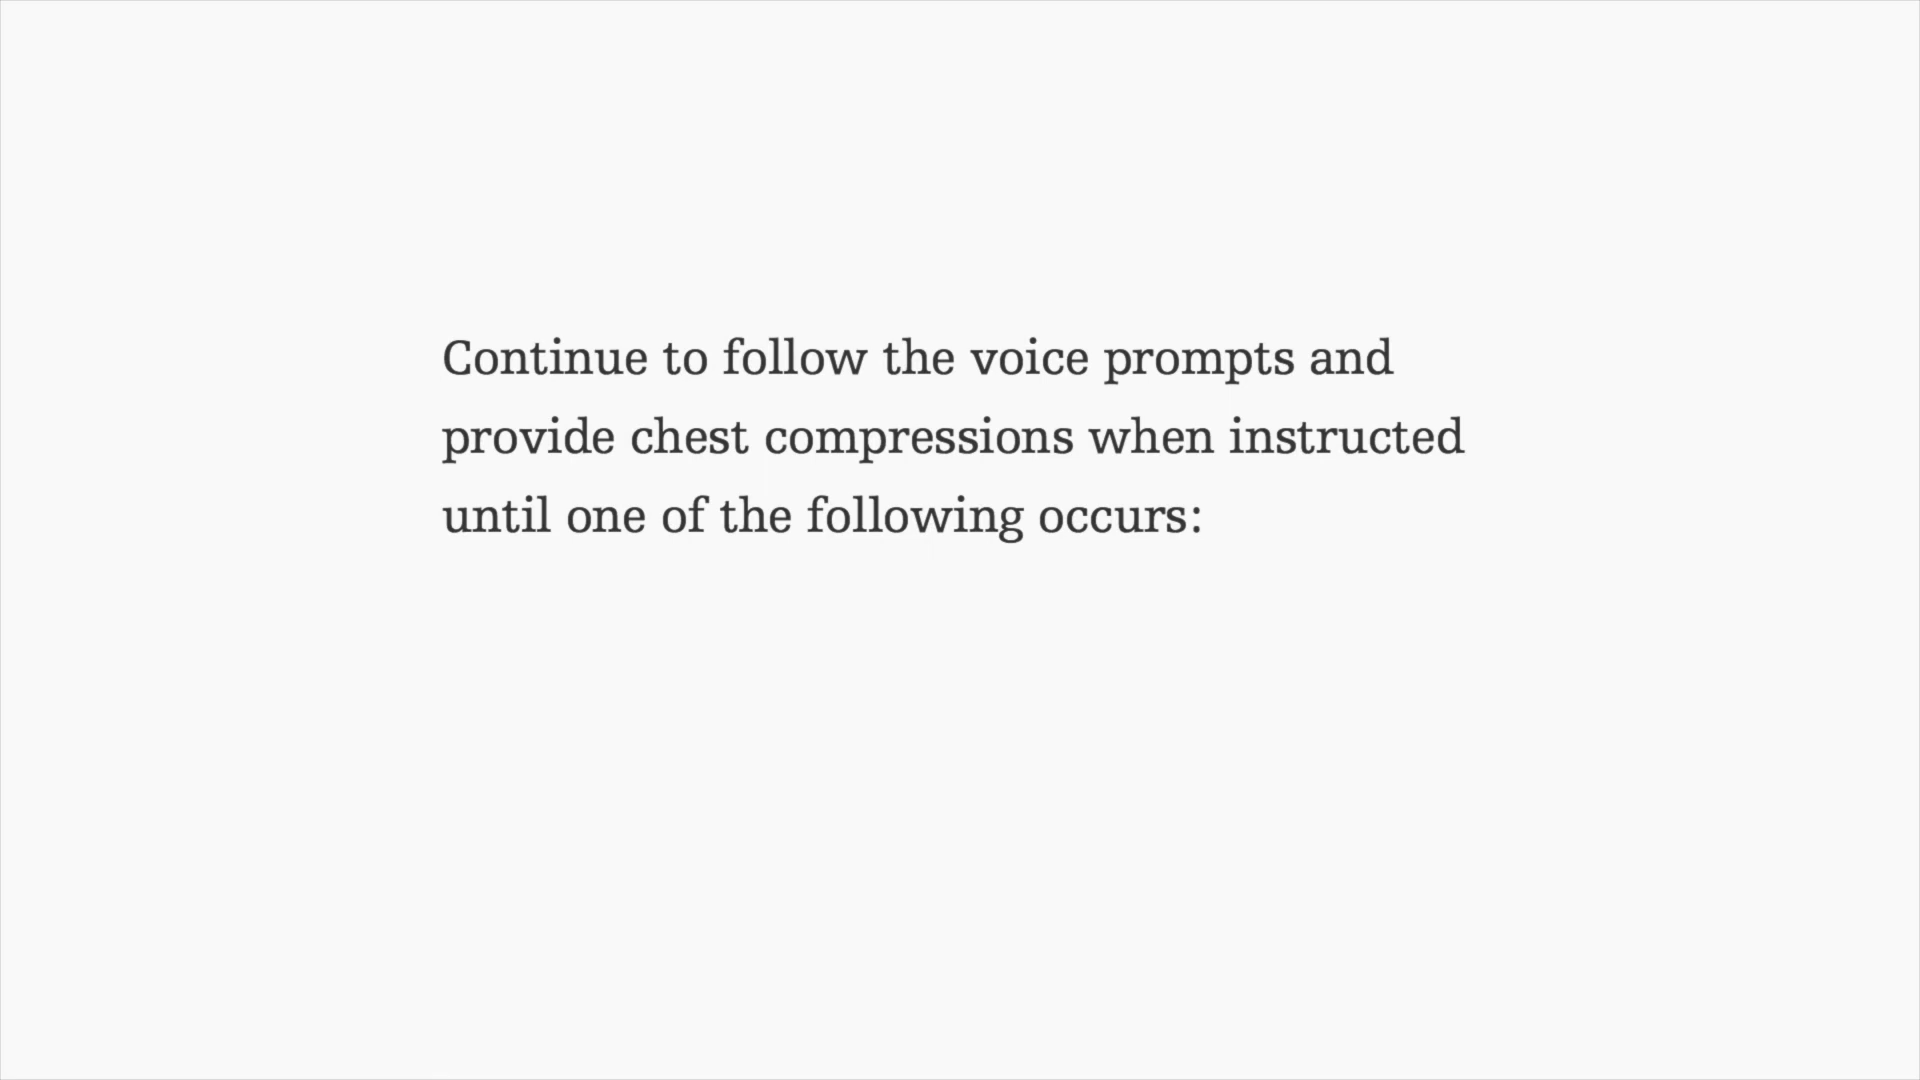 Continue to follow the voice prompts and
provide chest compressions when instructed
until one of the following occurs: